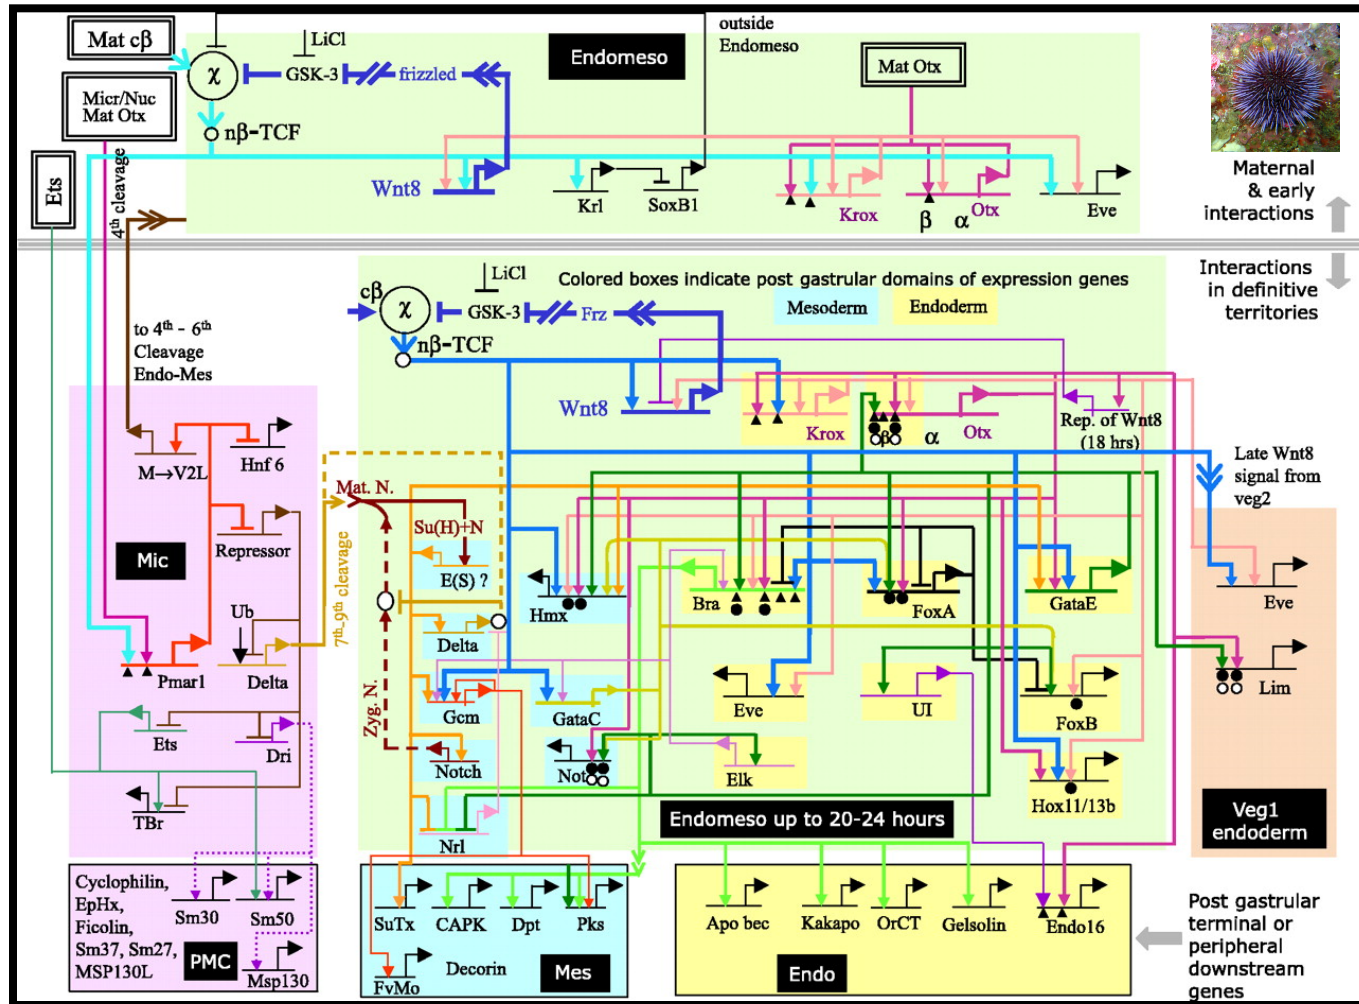 Mat cβ
Micr/Nuc
Mat Otx
Ets
4th cleavage
χ
LiCl
GSK-3
frizzled
nβ-TCF
Endomeso
outside
Endomeso
Mat Otx
Wnt8
Krl
SoxB1
Krox
β
α
Otx
Eve
Maternal
& early
interactions
Interactions
in definitive
territories
Colored boxes indicate post gastrular domains of expression genes
Mesoderm
Endoderm
cβ
χ
LiCl
GSK-3
Frz
nβ-TCF
to 4th - 6th
Cleavage
Endo-Mes
Wnt8
Krox
β
α
Otx
Rep. of Wnt8
(18 hrs)
Late Wnt8
signal from
veg2
M→V2L
Hnf 6
Mic
Repressor
Ub
Pmar1
Delta
Ets
Dri
TBr
7th-9th cleavage
Mat. N.
Su(H)+N
E(S) ?
Zyg. N.
Delta
Hmx
Bra
FoxA
GataE
Eve
Gcm
GataC
Eve
UI
FoxB
Lim
Notch
Not
Elk
Hox11/13b
Nrl
Endomeso up to 20-24 hours
Veg1
endoderm
Cyclophilin,
EpHx,
Ficolin,
Sm37, Sm27,
MSP130L
PMC
Sm30
Sm50
Msp130
SuTx
CAPK
Dpt
Pks
FvMo
Decorin
Mes
Apo bec
Kakapo
OrCT
Gelsolin
Endo16
Endo
Post gastrular
terminal or
peripheral
downstream
genes